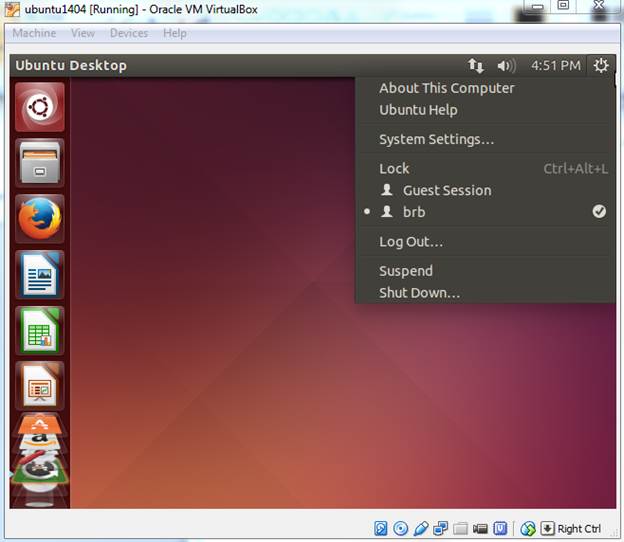 ubuntu1404 [Running] - Oracle VM VirtualBox
Machine View Devices Help
Ubuntu Desktop 4:51 PM
About This Computer
Ubuntu Help
System Settings...
Lock Ctrl+Alt+L
Guest Session
brb
Log Out...
Suspend
Shut Down...
Right Ctrl